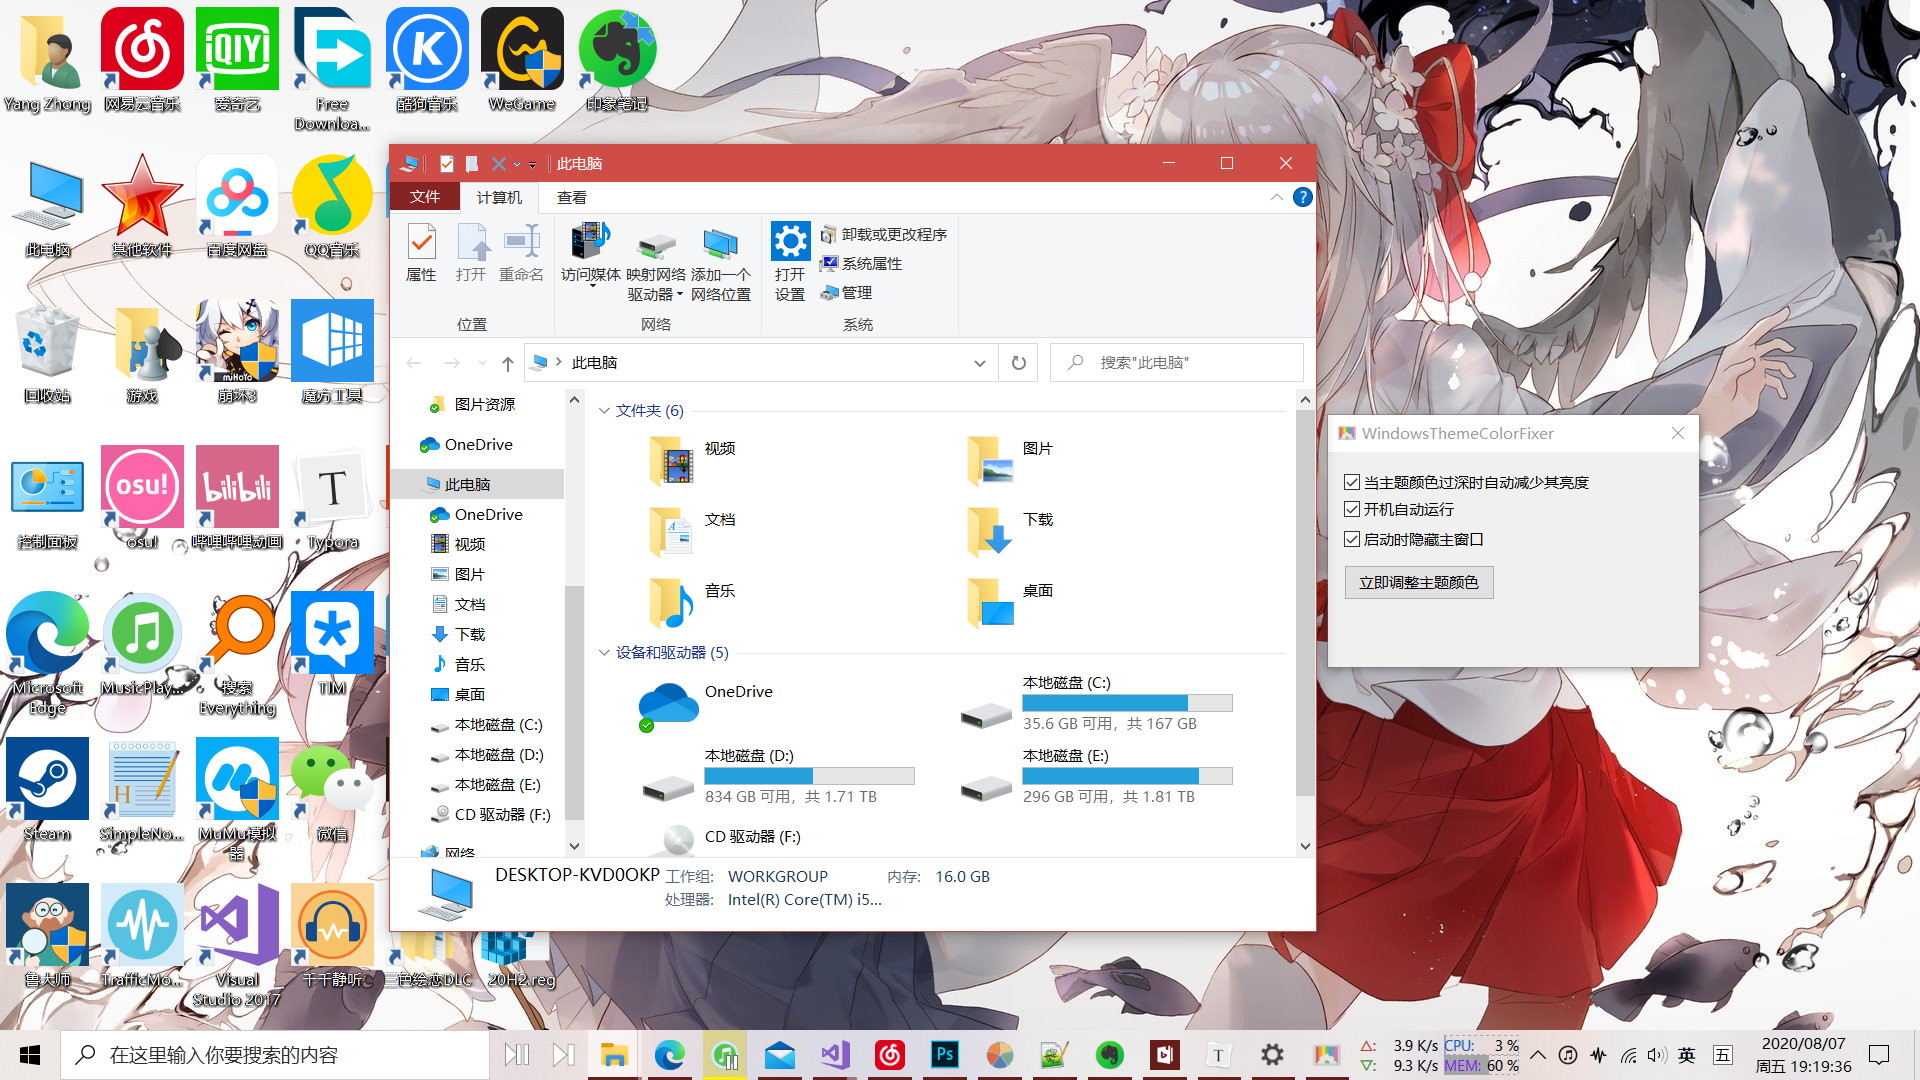 Yang Zhong
网易云音乐
爱奇艺
Free Downloa...
酷狗音乐
WeGame
印象笔记
此电脑
其他软件
百度网盘
QQ音乐
回收站
游戏
崩坏3
魔方工具
控制面板
osu!
哔哩哔哩动画
Typora
Microsoft Edge
MusicPlay...
搜索 Everything
TIM
Steam
SimpleNo...
MuMu模拟器
微信
鲁大师
TrafficMo...
Visual Studio 2017
千千静听
三色绘恋DLC
20H2.reg
iQIYI
miHoYo
osu!
bilibili
此电脑
文件
计算机
查看
属性
打开
重命名
位置
访问媒体
映射网络驱动器
添加一个网络位置
网络
打开设置
卸载或更改程序
系统属性
管理
系统
此电脑
搜索"此电脑"
图片资源
OneDrive
此电脑
OneDrive
视频
图片
文档
下载
音乐
桌面
本地磁盘 (C:)
本地磁盘 (D:)
本地磁盘 (E:)
CD 驱动器 (F:)
网络
文件夹 (6)
视频
图片
文档
下载
音乐
桌面
设备和驱动器 (5)
OneDrive
本地磁盘 (C:)
35.6 GB 可用，共 167 GB
本地磁盘 (D:)
834 GB 可用，共 1.71 TB
本地磁盘 (E:)
296 GB 可用，共 1.81 TB
CD 驱动器 (F:)
DESKTOP-KVD0OKP
工作组: WORKGROUP
内存: 16.0 GB
处理器: Intel(R) Core(TM) i5...
WindowsThemeColorFixer
当主题颜色过深时自动减少其亮度
开机自动运行
启动时隐藏主窗口
立即调整主题颜色
在这里输入你要搜索的内容
Ps
T
△: 3.9 K/s CPU: 3 %
▽: 9.3 K/s MEM: 60 %
英
五
2020/08/07
周五 19:19:36